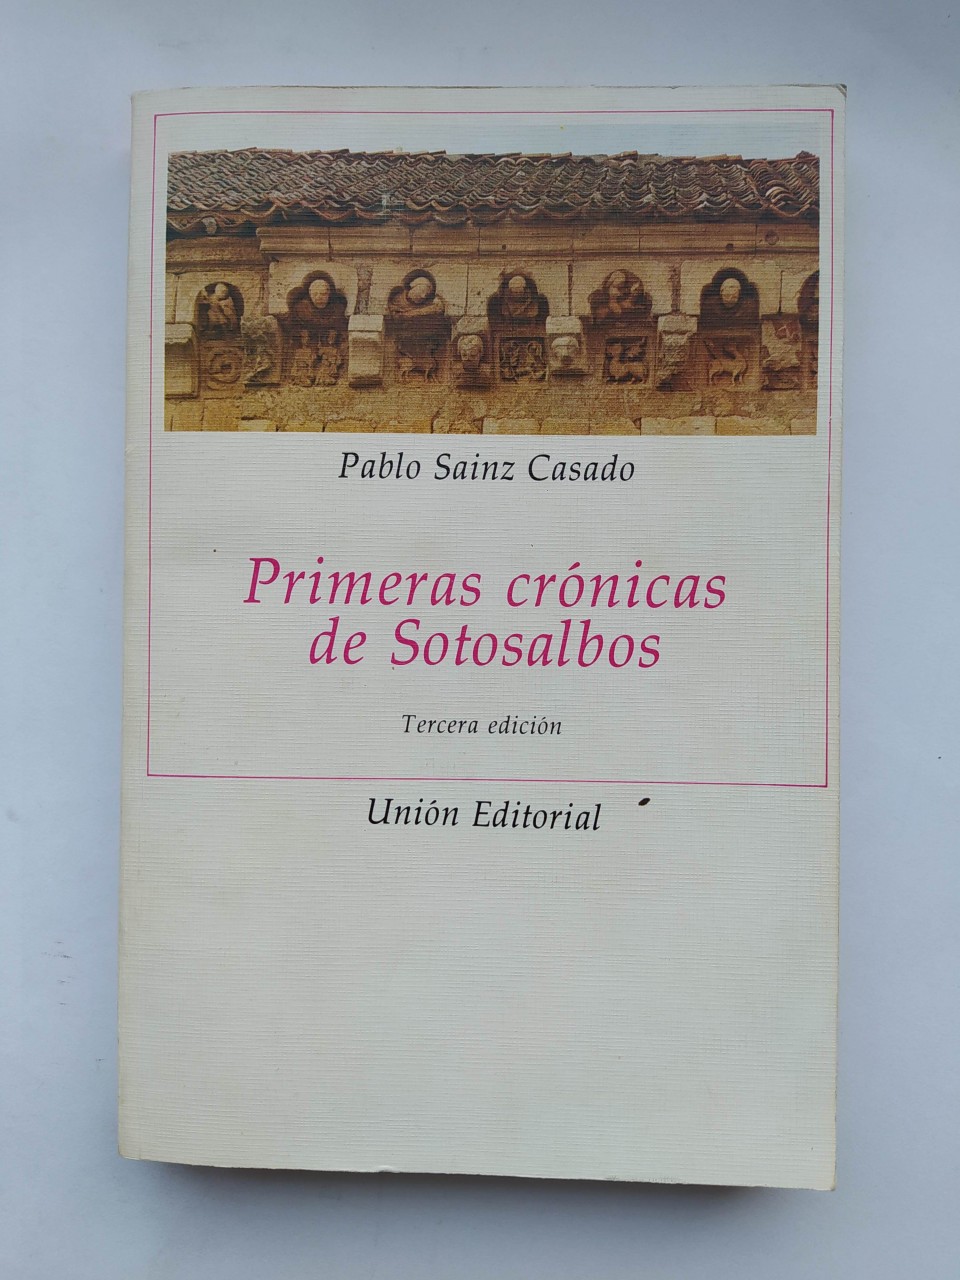 Pablo Sainz Casado
Primeras crónicas
de Sotosalbos
Tercera edición
Unión Editorial